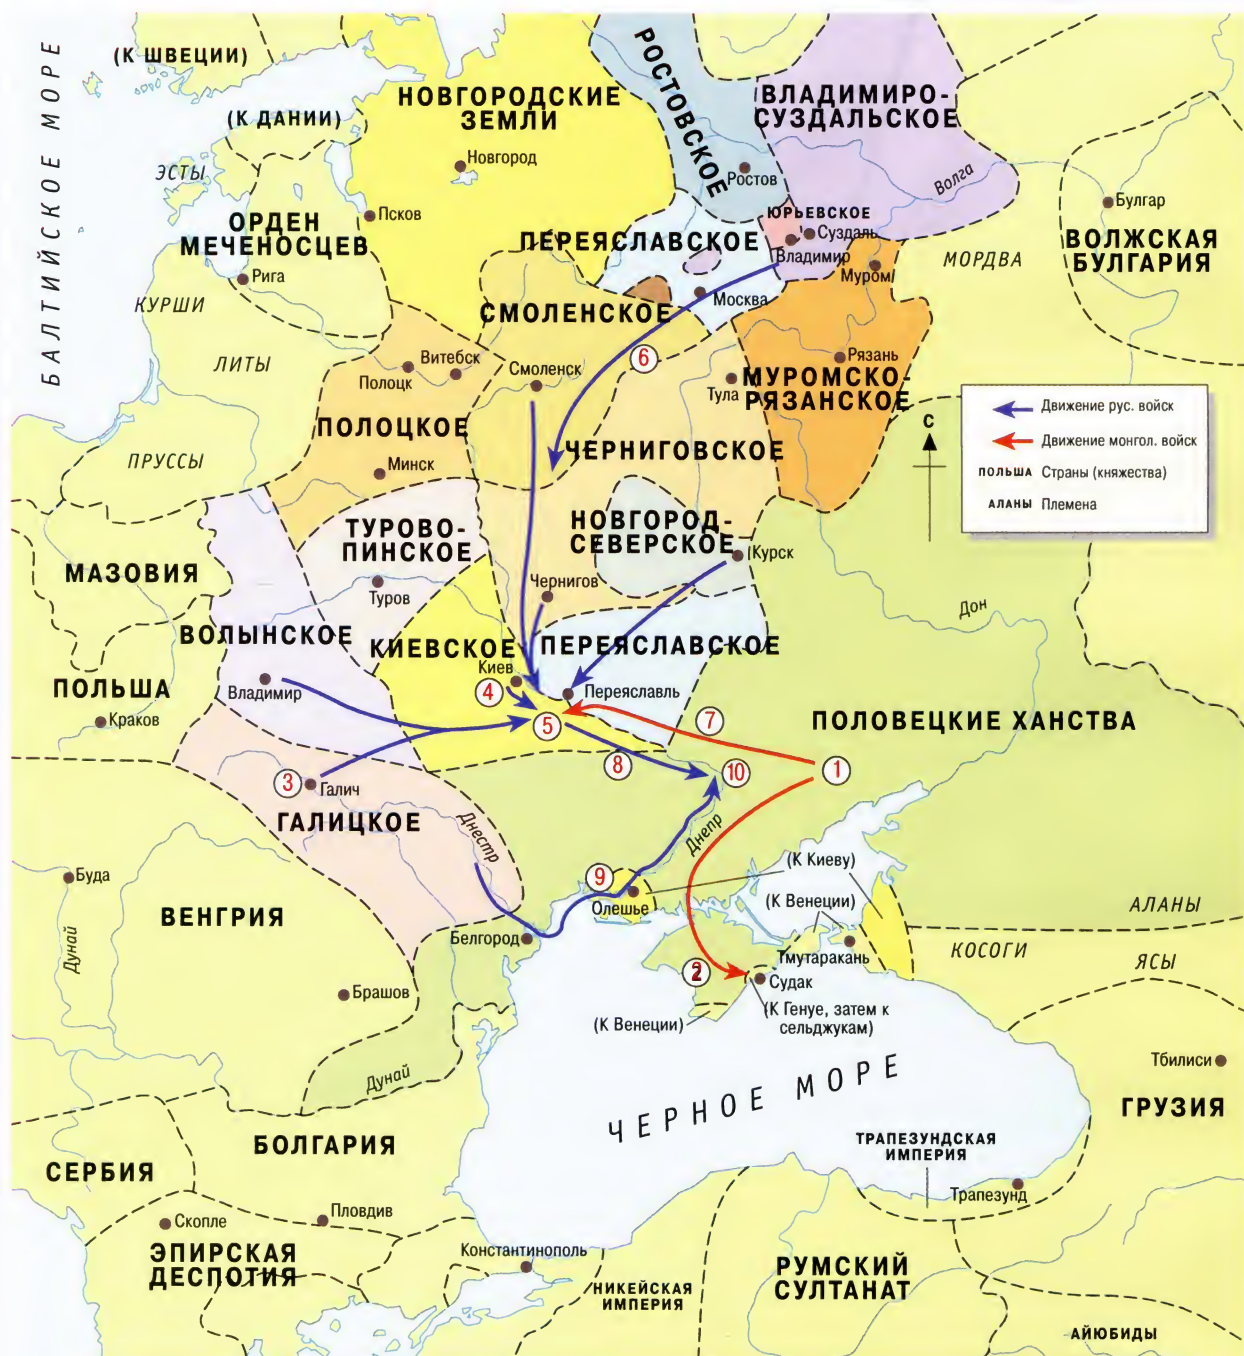 БАЛТИЙСКОЕ МОРЕ
(К ШВЕЦИИ)
(К ДАНИИ)
ЭСТЫ
НОВГОРОДСКИЕ
ЗЕМЛИ
Новгород
РОСТОВСКОЕ
Ростов
ВЛАДИМИРО-
СУЗДАЛЬСКОЕ
Волга
Булгар
ВОЛЖСКАЯ
БУЛГАРИЯ
МОРДВА
ОРДЕН
МЕЧЕНОСЦЕВ
Псков
Рига
КУРШИ
ЛИТЫ
ПРУССЫ
ЮРЬЕВСКОЕ
Суздаль
Владимир
Муром
ПЕРЕЯСЛАВСКОЕ
Москва
СМОЛЕНСКОЕ
6
Смоленск
Витебск
Полоцк
ПОЛОЦКОЕ
Минск
Рязань
Тула
МУРОМСКО-
РЯЗАНСКОЕ
ЧЕРНИГОВСКОЕ
С
Движение рус. войск
Движение монгол. войск
ПОЛЬША Страны (княжества)
АЛАНЫ Племена
НОВГОРОД-
СЕВЕРСКОЕ
Курск
ТУРОВО-
ПИНСКОЕ
Туров
МАЗОВИЯ
Чернигов
Дон
ВОЛЫНСКОЕ
Владимир
КИЕВСКОЕ
Киев
4
5
ПЕРЕЯСЛАВСКОЕ
Переяславль
ПОЛЬША
Краков
7
ПОЛОВЕЦКИЕ ХАНСТВА
8
10
1
3
Галич
ГАЛИЦКОЕ
Днестр
Днепр
9
Олешье
(К Киеву)
(К Венеции)
Буда
ВЕНГРИЯ
Дунай
Брашов
Белгород
Тмутаракань
2
Судак
(К Генуе, затем к
сельджукам)
(К Венеции)
АЛАНЫ
КОСОГИ
ЯСЫ
Дунай
ЧЕРНОЕ МОРЕ
Тбилиси
ГРУЗИЯ
ТРАПЕЗУНДСКАЯ
ИМПЕРИЯ
Трапезунд
БОЛГАРИЯ
СЕРБИЯ
Скопле
Пловдив
ЭПИРСКАЯ
ДЕСПОТИЯ
Константинополь
НИКЕЙСКАЯ
ИМПЕРИЯ
РУМСКИЙ
СУЛТАНАТ
АЙЮБИДЫ